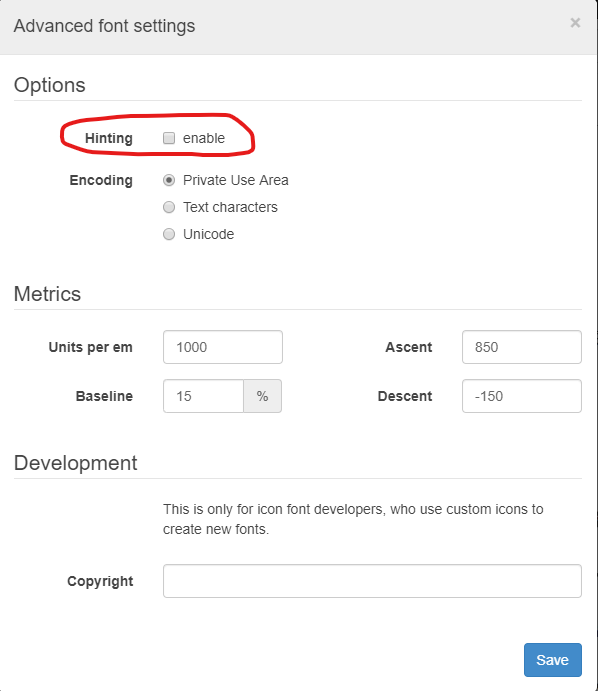 Advanced font settings ×
Options
Hinting enable
Encoding Private Use Area
Text characters
Unicode
Metrics
Units per em 1000 Ascent 850
Baseline 15 % Descent -150
Development
This is only for icon font developers, who use custom icons to
create new fonts.
Copyright
Save